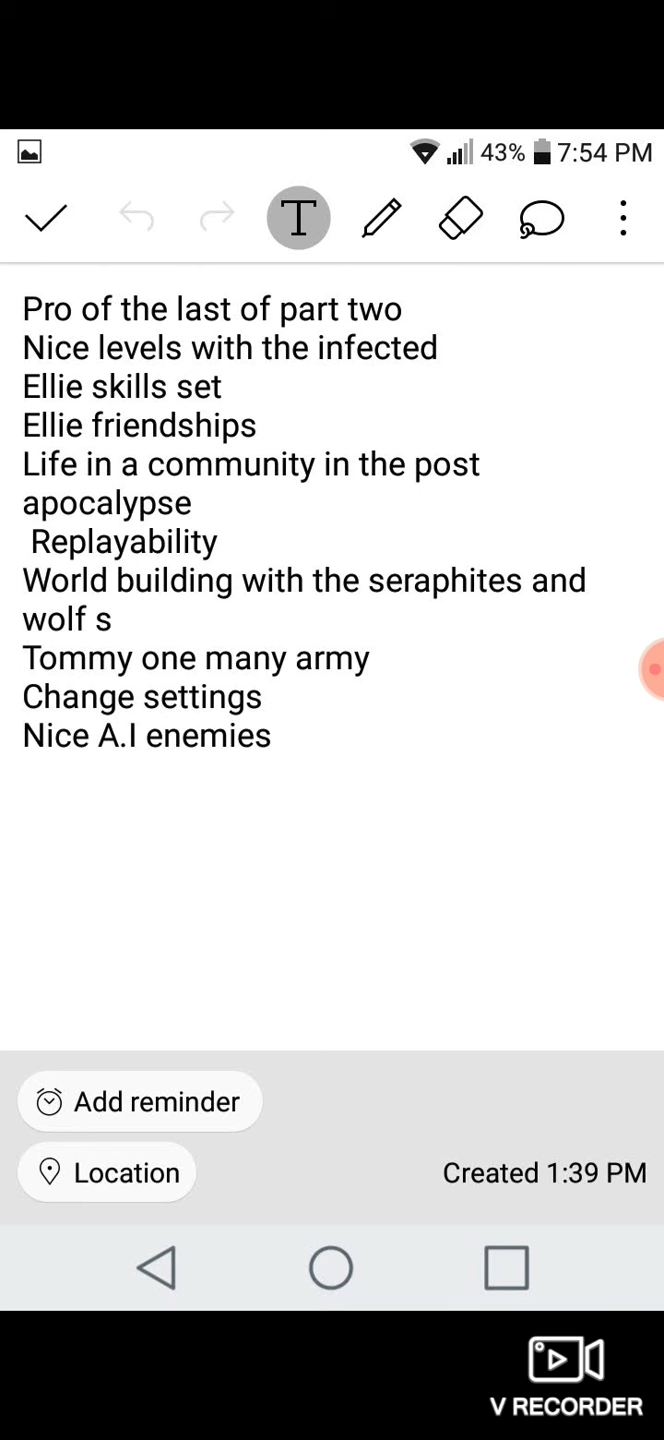 43% 7:54 PM
T
Pro of the last of part two
Nice levels with the infected
Ellie skills set
Ellie friendships
Life in a community in the post
apocalypse
Replayability
World building with the seraphites and
wolf s
Tommy one many army
Change settings
Nice A.I enemies
Add reminder
Location
Created 1:39 PM
V RECORDER